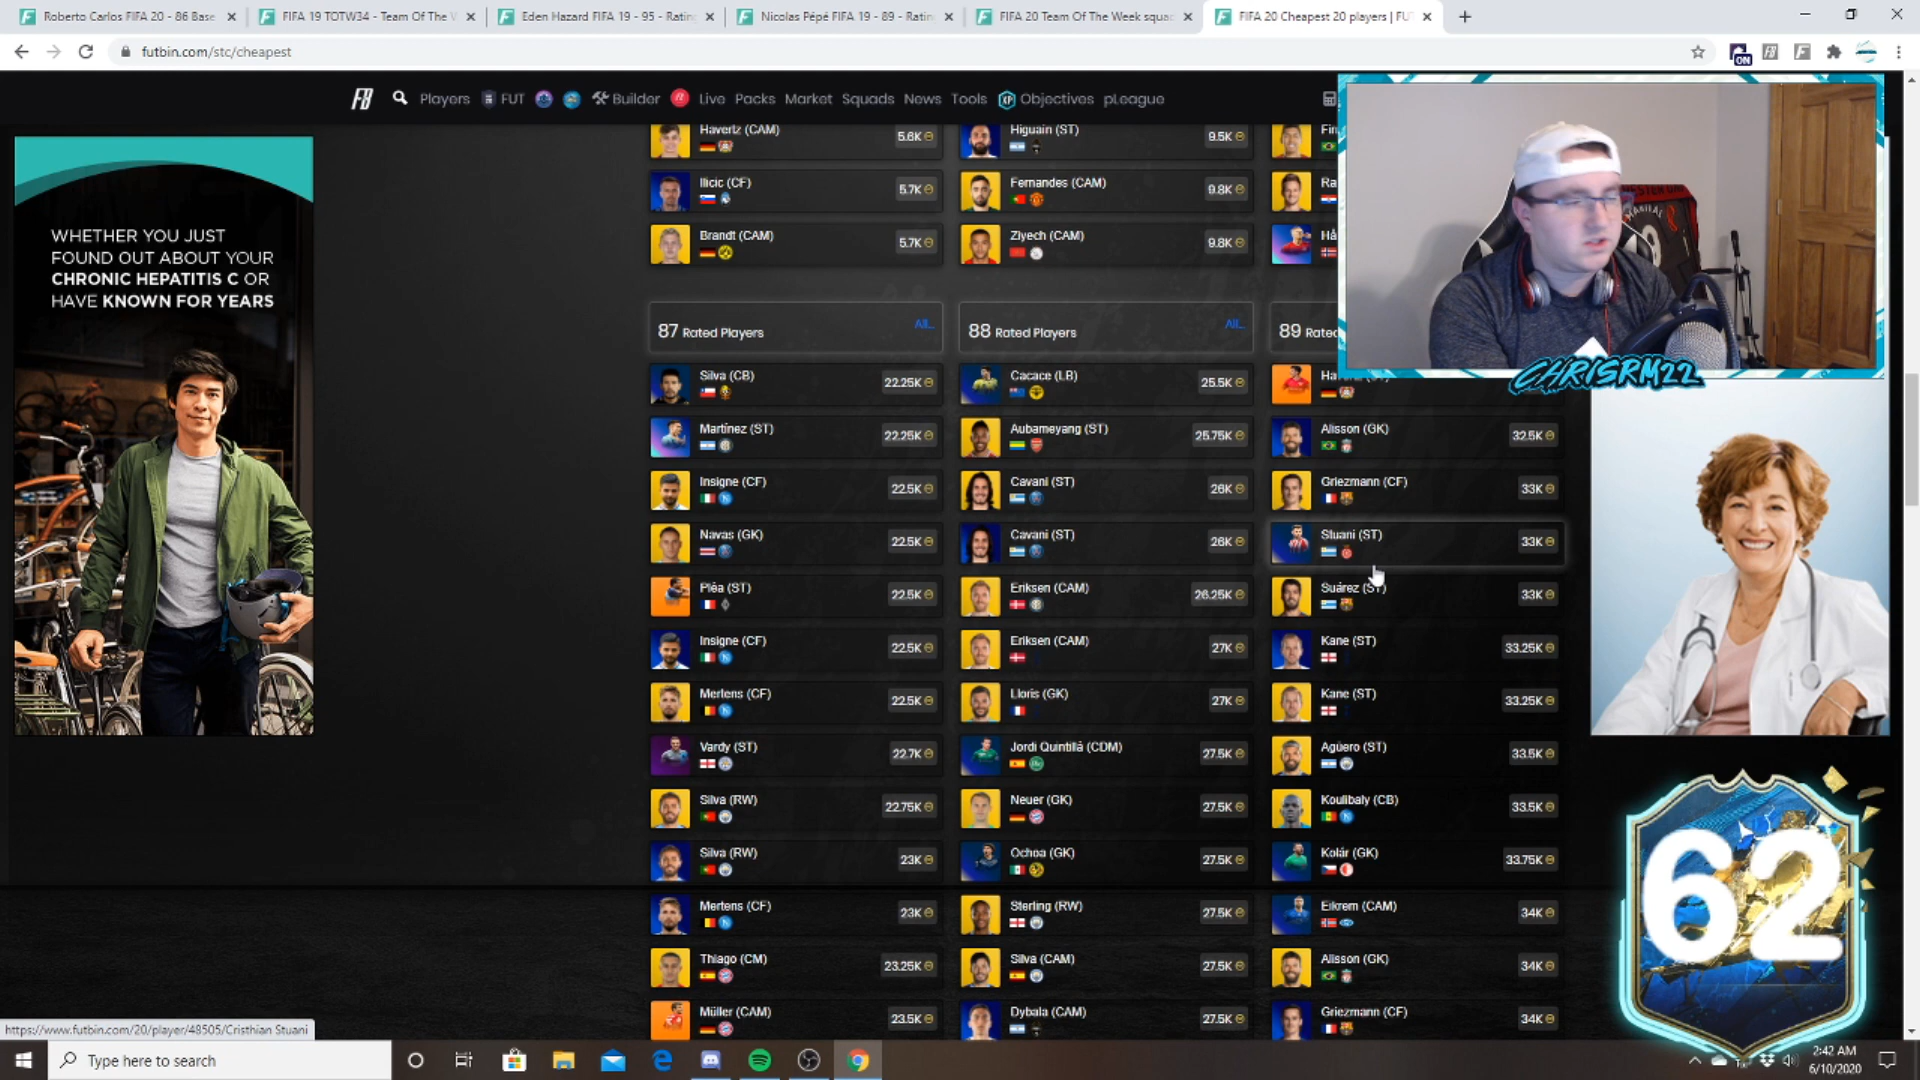 Roberto Carlos FIFA 20 - 86 Base
FIFA 19 TOTW34 - Team Of The
Eden Hazard FIFA 19 - 95 - Ratin
Nicolas Pépé FIFA 19 - 89 - Ratin
FIFA 20 Team Of The Week squa
FIFA 20 Cheapest 20 players | FU
futbin.com/stc/cheapest
ON
FB
Players
FUT
Builder
Live
Packs
Market
Squads
News
Tools
XP
Objectives
pLeague
WHETHER YOU JUST
FOUND OUT ABOUT YOUR
CHRONIC HEPATITIS C OR
HAVE KNOWN FOR YEARS
Havertz (CAM) 5.6K
Ilicic (CF) 5.7K
Brandt (CAM) 5.7K
Higuaín (ST) 9.5K
Fernandes (CAM) 9.8K
Ziyech (CAM) 9.8K
Fir
Ra
Hå
CHRISRM22
87 Rated Players All...
Silva (CB) 22.25K
Martínez (ST) 22.25K
Insigne (CF) 22.5K
Navas (GK) 22.5K
Pléa (ST) 22.5K
Insigne (CF) 22.5K
Mertens (CF) 22.5K
Vardy (ST) 22.7K
Silva (RW) 22.75K
Silva (RW) 23K
Mertens (CF) 23K
Thiago (CM) 23.25K
Müller (CAM) 23.5K
88 Rated Players All...
Cacace (LB) 25.5K
Aubameyang (ST) 25.75K
Cavani (ST) 26K
Cavani (ST) 26K
Eriksen (CAM) 26.25K
Eriksen (CAM) 27K
Lloris (GK) 27K
Jordi Quintillà (CDM) 27.5K
Neuer (GK) 27.5K
Ochoa (GK) 27.5K
Sterling (RW) 27.5K
Silva (CAM) 27.5K
Dybala (CAM) 27.5K
89 Rated
Ha
Alisson (GK) 32.5K
Griezmann (CF) 33K
Stuani (ST) 33K
Suárez (ST) 33K
Kane (ST) 33.25K
Kane (ST) 33.25K
Agüero (ST) 33.5K
Koulibaly (CB) 33.5K
Kolár (GK) 33.75K
Eikrem (CAM) 34K
Alisson (GK) 34K
Griezmann (CF) 34K
62
https://www.futbin.com/20/player/48505/Cristhian Stuani
Type here to search
2:42 AM
6/10/2020